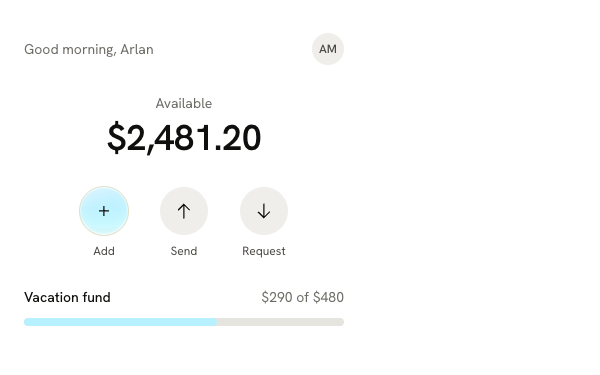 Good morning, Arlan
AM
Available
$2,481.20
+
Add
Send
Request
Vacation fund
$290 of $480